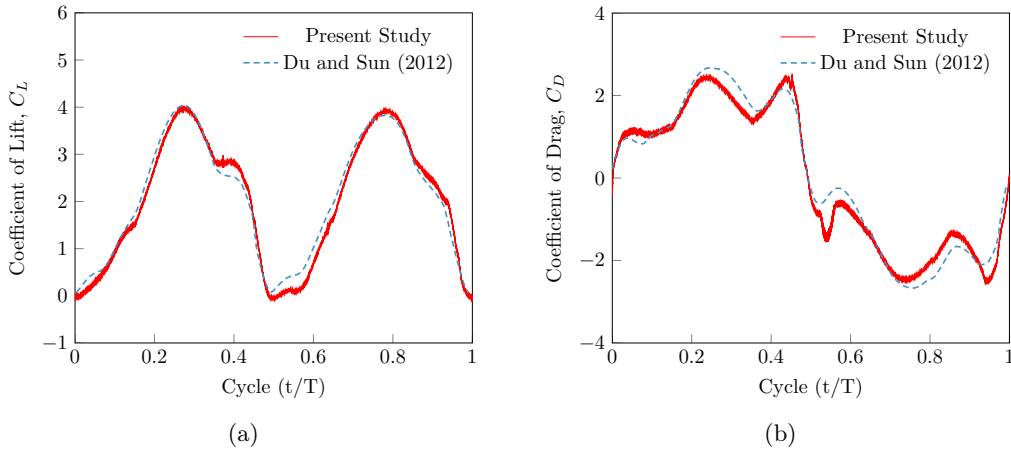 6
5
4
3
2
1
0
−1
Coefficient of Lift, C_L
Present Study
Du and Sun (2012)
0 0.2 0.4 0.6 0.8 1
Cycle (t/T)
(a)
4
2
0
−2
−4
Coefficient of Drag, C_D
Present Study
Du and Sun (2012)
0 0.2 0.4 0.6 0.8 1
Cycle (t/T)
(b)